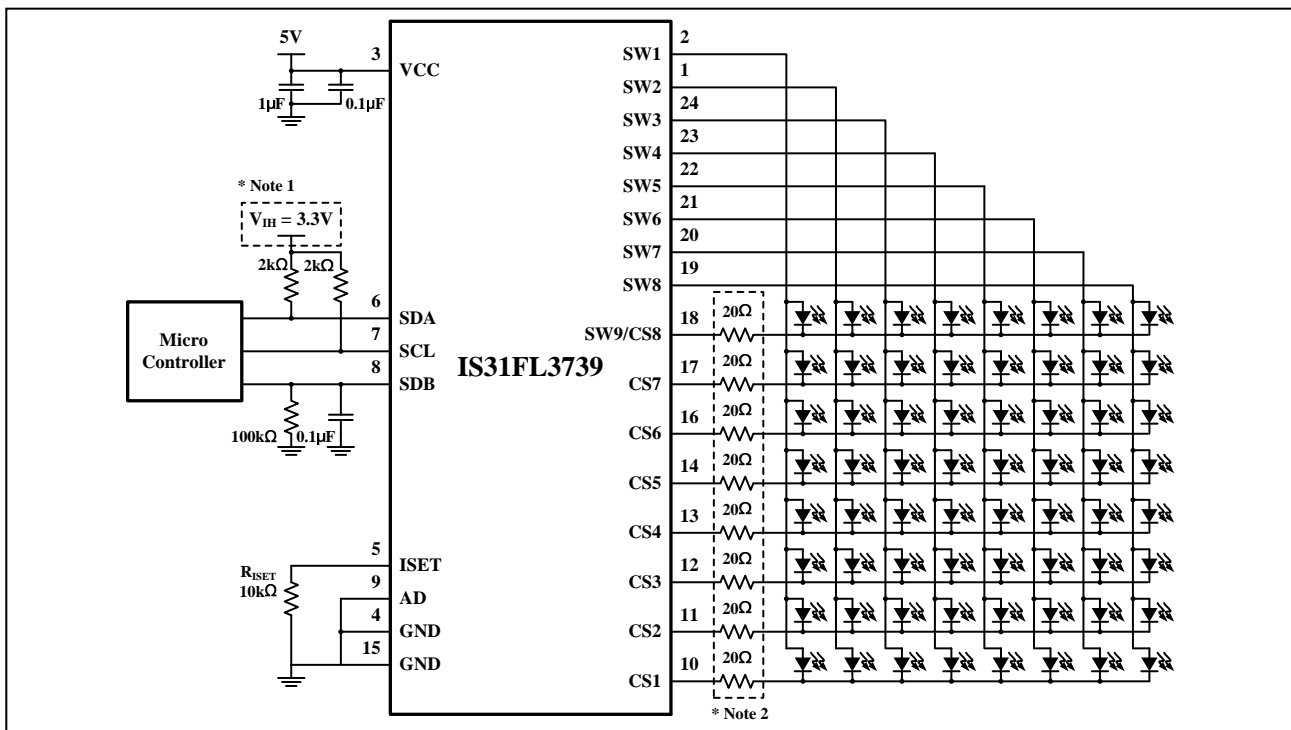 5V
3
VCC
1µF
0.1µF
* Note 1
VIH = 3.3V
2kΩ
2kΩ
Micro
Controller
6
SDA
7
SCL
8
SDB
100kΩ
0.1µF
5
ISET
RISET
10kΩ
9
AD
4
GND
15
GND
IS31FL3739
2
SW1
1
SW2
24
SW3
23
SW4
22
SW5
21
SW6
20
SW7
19
SW8
18
SW9/CS8
20Ω
17
CS7
20Ω
16
CS6
20Ω
14
CS5
20Ω
13
CS4
20Ω
12
CS3
20Ω
11
CS2
20Ω
10
CS1
20Ω
* Note 2